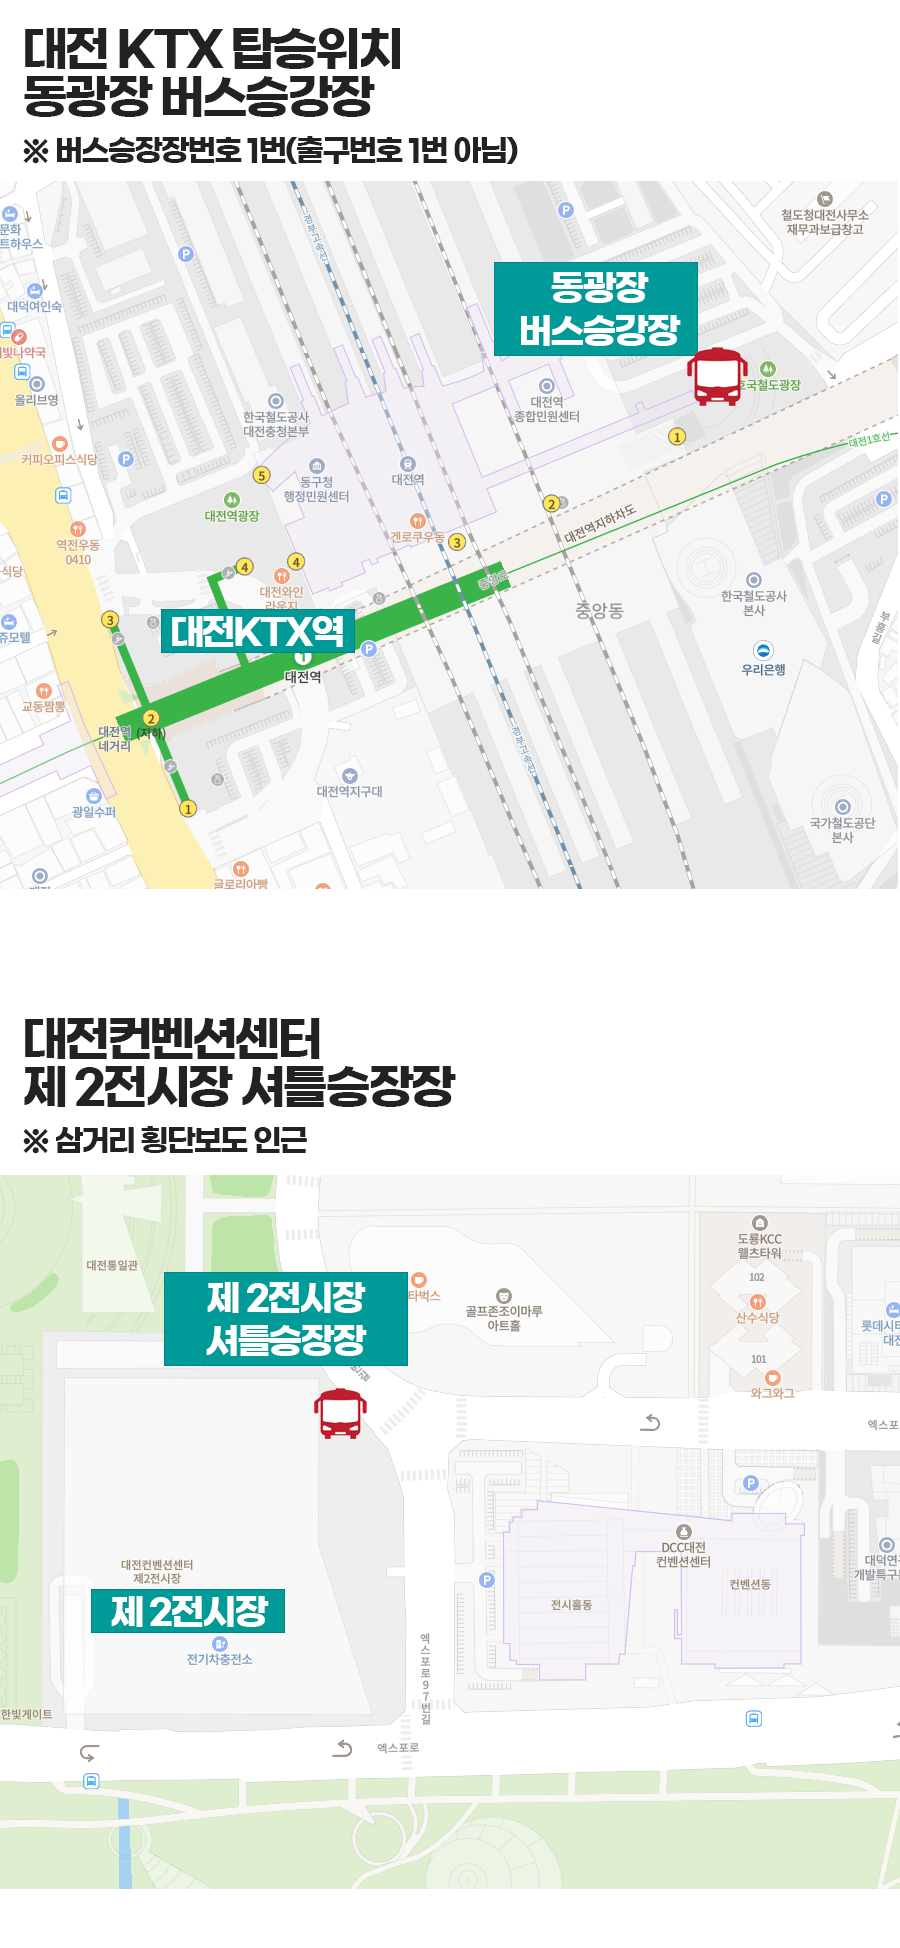 대전 KTX 탑승위치
동광장 버스승강장
※ 버스승장장번호 1번(출구번호 1번 아님)
철도청대전사무소
재무과보급창고
P
P
문화
트하우스
경부고속선
동광장
버스승강장
대덕여인숙
빛나약국
올리브영
호국철도광장
대전역
종합민원센터
한국철도공사
대전충청본부
1
대전1호선
커피오피스식당
P
5
동구청
행정민원센터
대전역
대전역광장
2
P
대전역지하차도
겐로쿠우동
3
역전우동
0410
식당
4
4
대전와인
라운지
중앙로
한국철도공사
본사
중앙동
3
대전KTX역
쥬모텔
P
부흥길
1
대전역
우리은행
교동짬뽕
2
대전역
네거리
(지하)
경부고속선
대전역지구대
광일수퍼
1
국가철도공단
본사
글로리아빵
대전컨벤션센터
제 2전시장 셔틀승장장
※ 삼거리 횡단보도 인근
도룡KCC
웰츠타워
대전통일관
102
제 2전시장
셔틀승장장
타벅스
골프존조이마루
아트홀
산수식당
롯데시티
대전
101
와그와그
엑스포
P
DCC대전
컨벤션센터
대덕연구
개발특구
대전컨벤션센터
제2전시장
P
컨벤션동
제 2전시장
전시홀동
전기차충전소
엑스포로97번길
한빛게이트
엑스포로